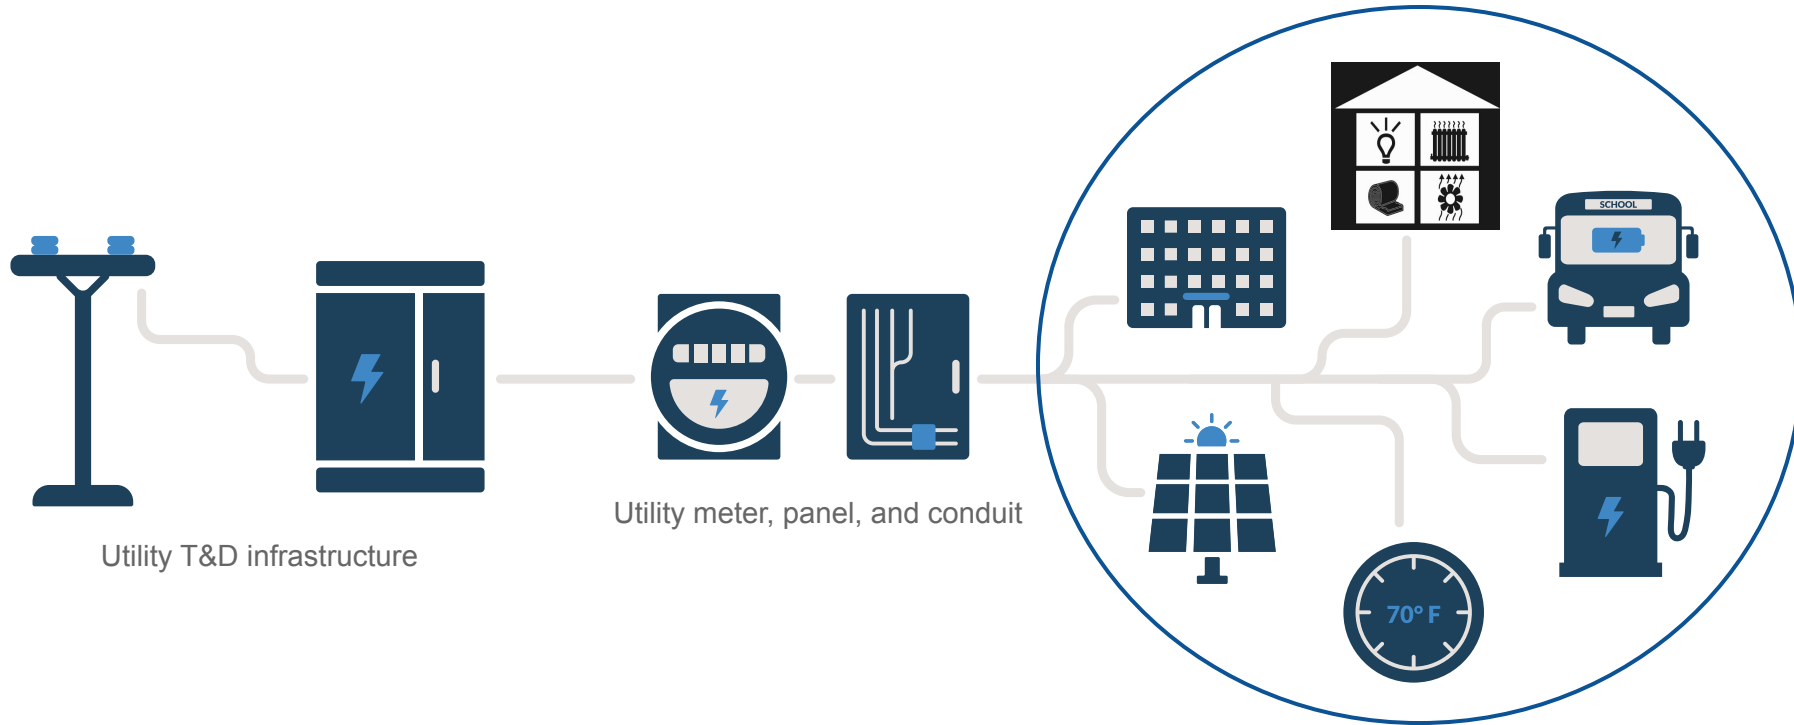 SCHOOL
Utility meter, panel, and conduit
Utility T&D infrastructure
70° F